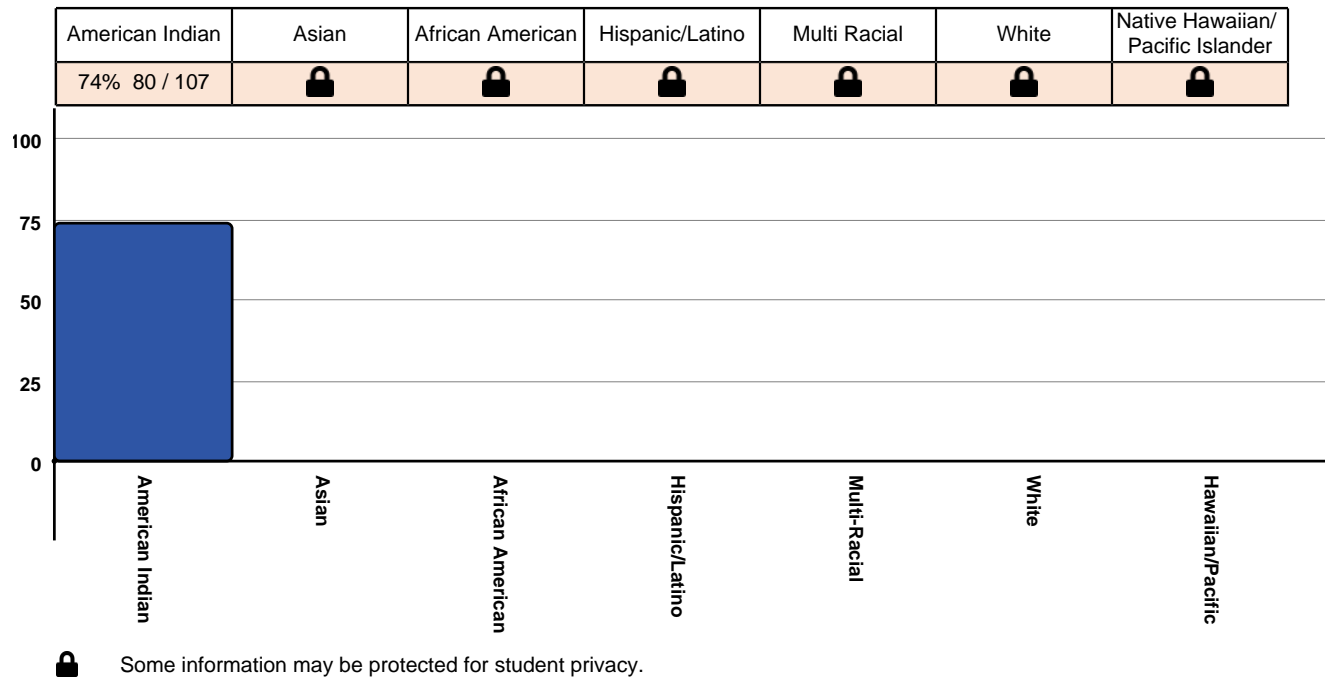 American Indian Asian African American Hispanic/Latino Multi Racial White Native Hawaiian/
Pacific Islander
74% 80 / 107
100
75
50
25
0
American Indian
Asian
African American
Hispanic/Latino
Multi-Racial
White
Hawaiian/Pacific
Some information may be protected for student privacy.